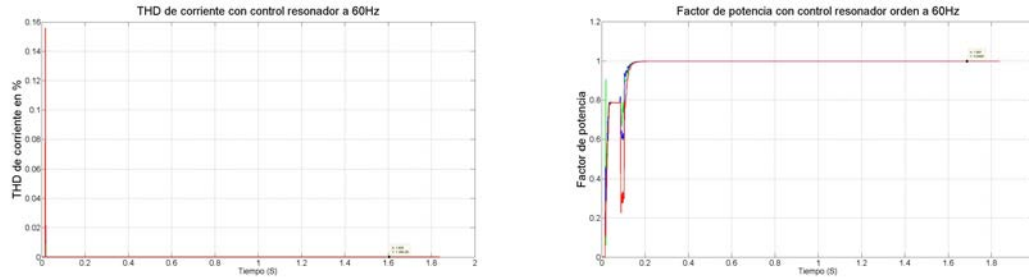 THD de corriente con control resonador a 60Hz
0.16
0.14
0.12
0.1
0.08
0.06
0.04
0.02
0
THD de corriente en %
0 0.2 0.4 0.6 0.8 1 1.2 1.4 1.6 1.8 2
Tiempo (S)
Factor de potencia con control resonador orden a 60Hz
1.2
1
0.8
0.6
0.4
0.2
0
Factor de potencia
0 0.2 0.4 0.6 0.8 1 1.2 1.4 1.6 1.8
Tiempo (S)